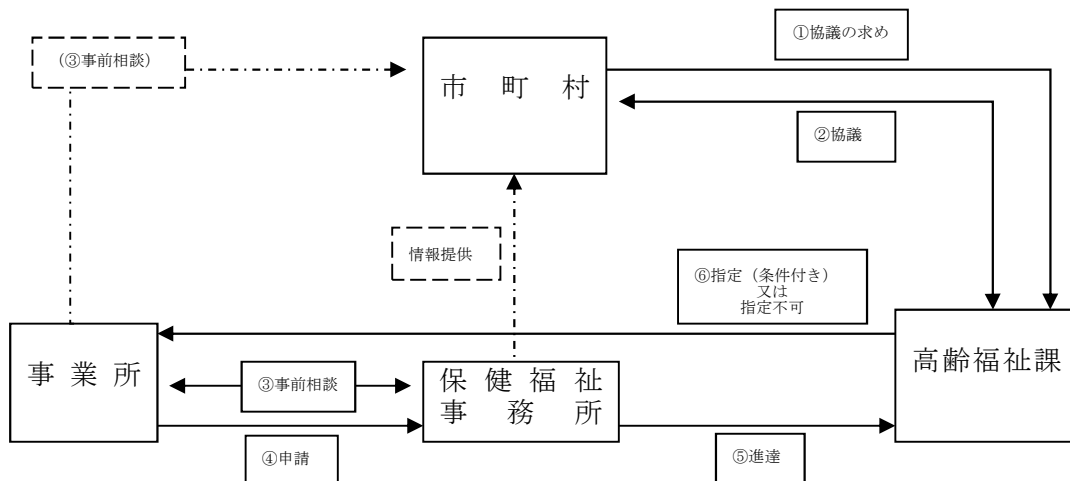 ①協議の求め
(③事前相談)
市町村
②協議
情報提供
⑥指定（条件付き）
又は
指定不可
事業所
③事前相談
保健福祉
事務所
高齢福祉課
④申請
⑤進達